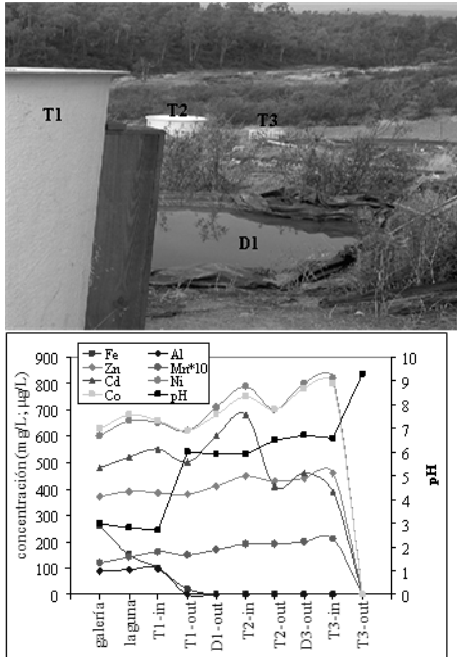 T1
T2
T3
D1
concentración (mg/L; µg/L)
900
800
700
600
500
400
300
200
100
0
Fe
Al
Zn
Mn*10
Cd
Ni
Co
pH
10
9
8
7
6
5
4
3
2
1
0
pH
galería
laguna
T1-in
T1-out
D1-out
T2-in
T2-out
D3-out
T3-in
T3-out